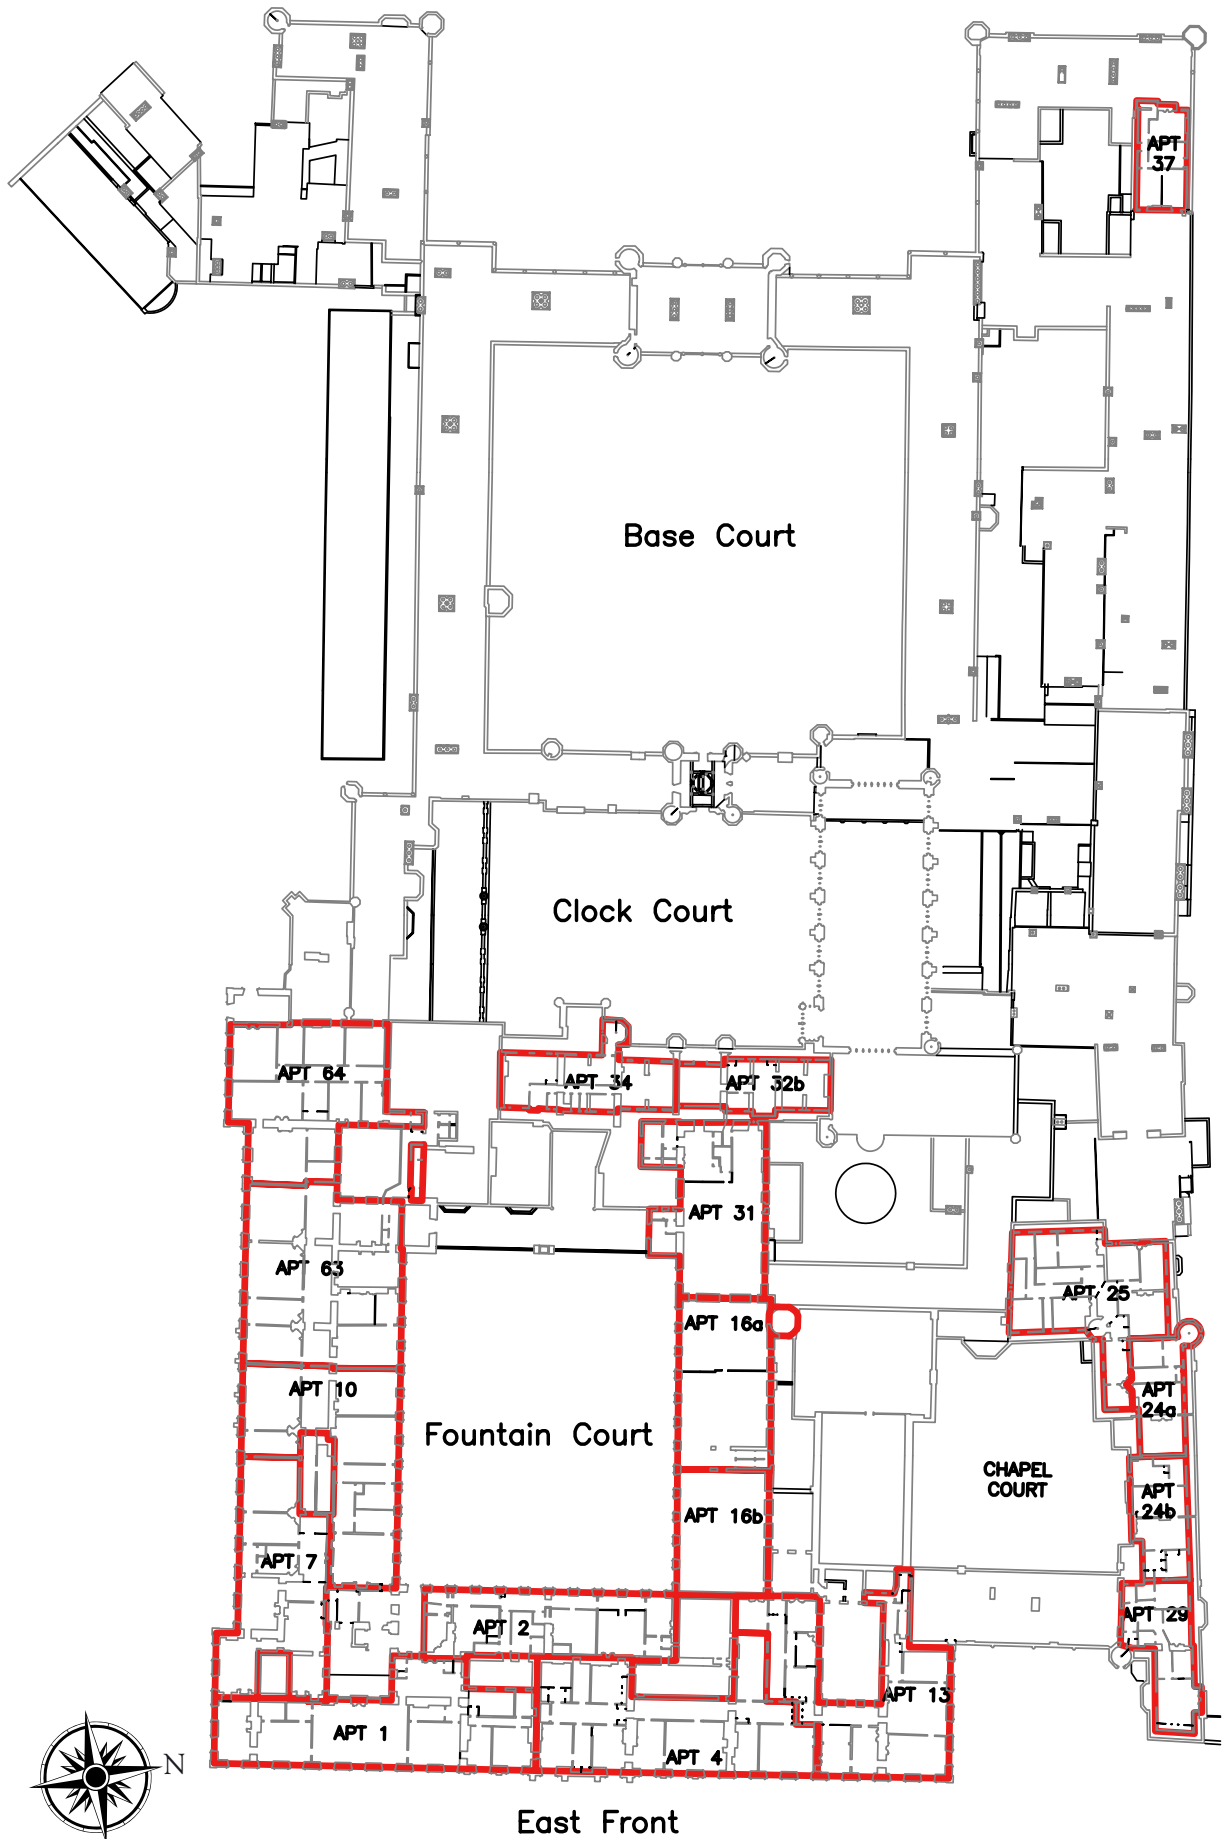 APT
37
Base Court
Clock Court
APT 64
APT 34
APT 32b
APT 31
APT 63
APT 25
APT 16a
APT 10
APT
24a
Fountain Court
CHAPEL
COURT
APT
24b
APT 16b
APT 7
APT 29
APT 2
APT 13
APT 1
APT 4
N
East Front